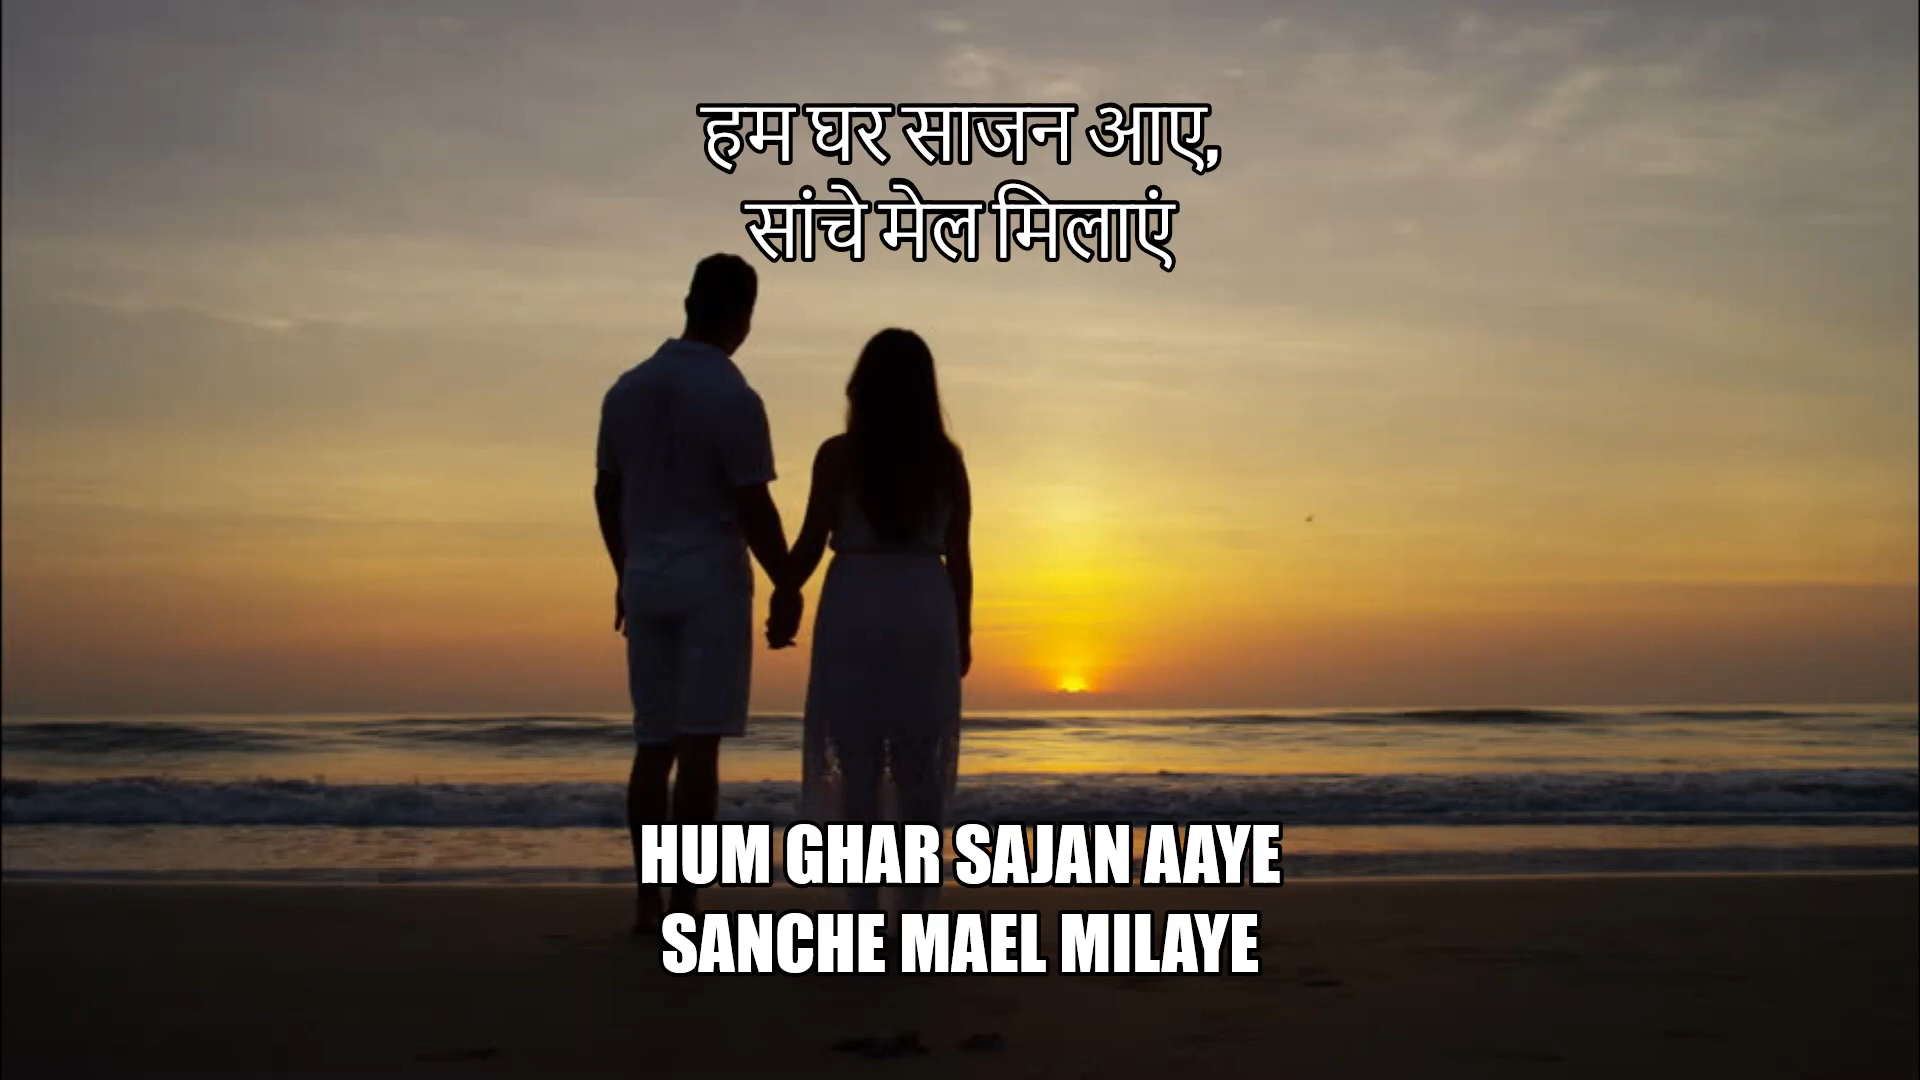 हम घर साजन आए,
सांचे मेल मिलाएं
HUM GHAR SAJAN AAYE
SANCHE MAEL MILAYE